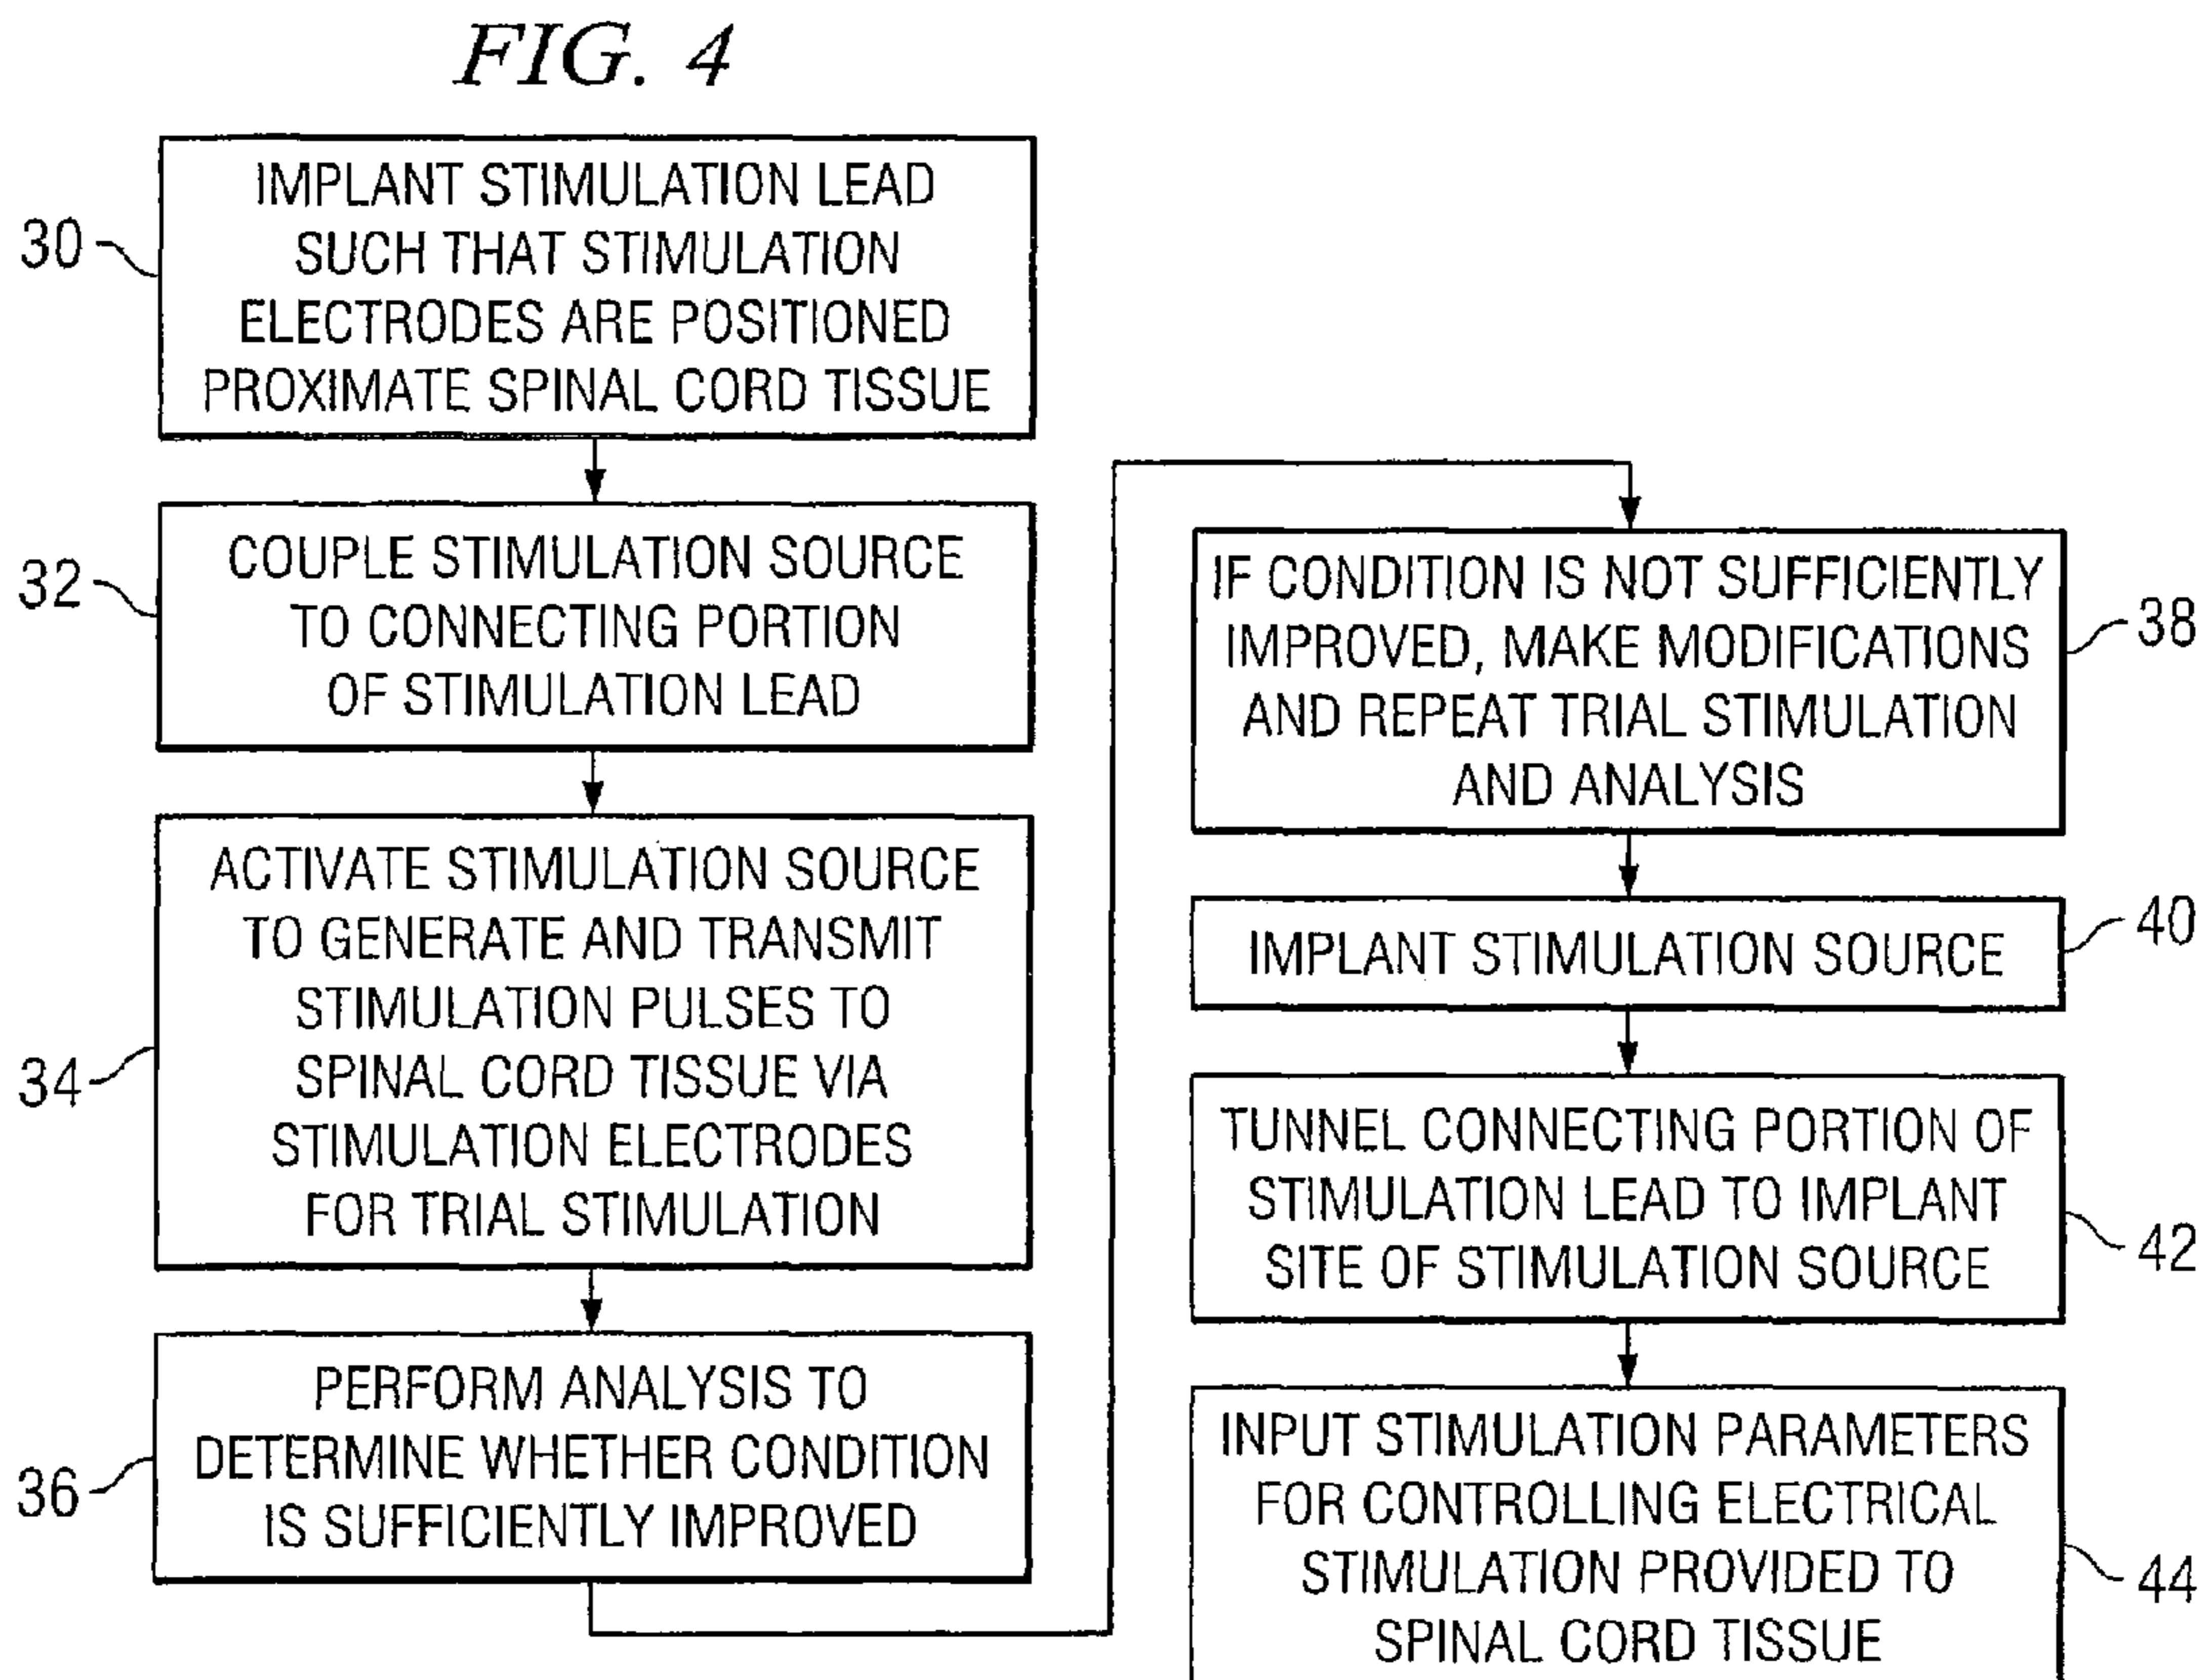 FIG. 4
30
IMPLANT STIMULATION LEAD
SUCH THAT STIMULATION
ELECTRODES ARE POSITIONED
PROXIMATE SPINAL CORD TISSUE
32
COUPLE STIMULATION SOURCE
TO CONNECTING PORTION
OF STIMULATION LEAD
34
ACTIVATE STIMULATION SOURCE
TO GENERATE AND TRANSMIT
STIMULATION PULSES TO
SPINAL CORD TISSUE VIA
STIMULATION ELECTRODES
FOR TRIAL STIMULATION
36
PERFORM ANALYSIS TO
DETERMINE WHETHER CONDITION
IS SUFFICIENTLY IMPROVED
IF CONDITION IS NOT SUFFICIENTLY
IMPROVED, MAKE MODIFICATIONS
AND REPEAT TRIAL STIMULATION
AND ANALYSIS
38
IMPLANT STIMULATION SOURCE
40
TUNNEL CONNECTING PORTION OF
STIMULATION LEAD TO IMPLANT
SITE OF STIMULATION SOURCE
42
INPUT STIMULATION PARAMETERS
FOR CONTROLLING ELECTRICAL
STIMULATION PROVIDED TO
SPINAL CORD TISSUE
44